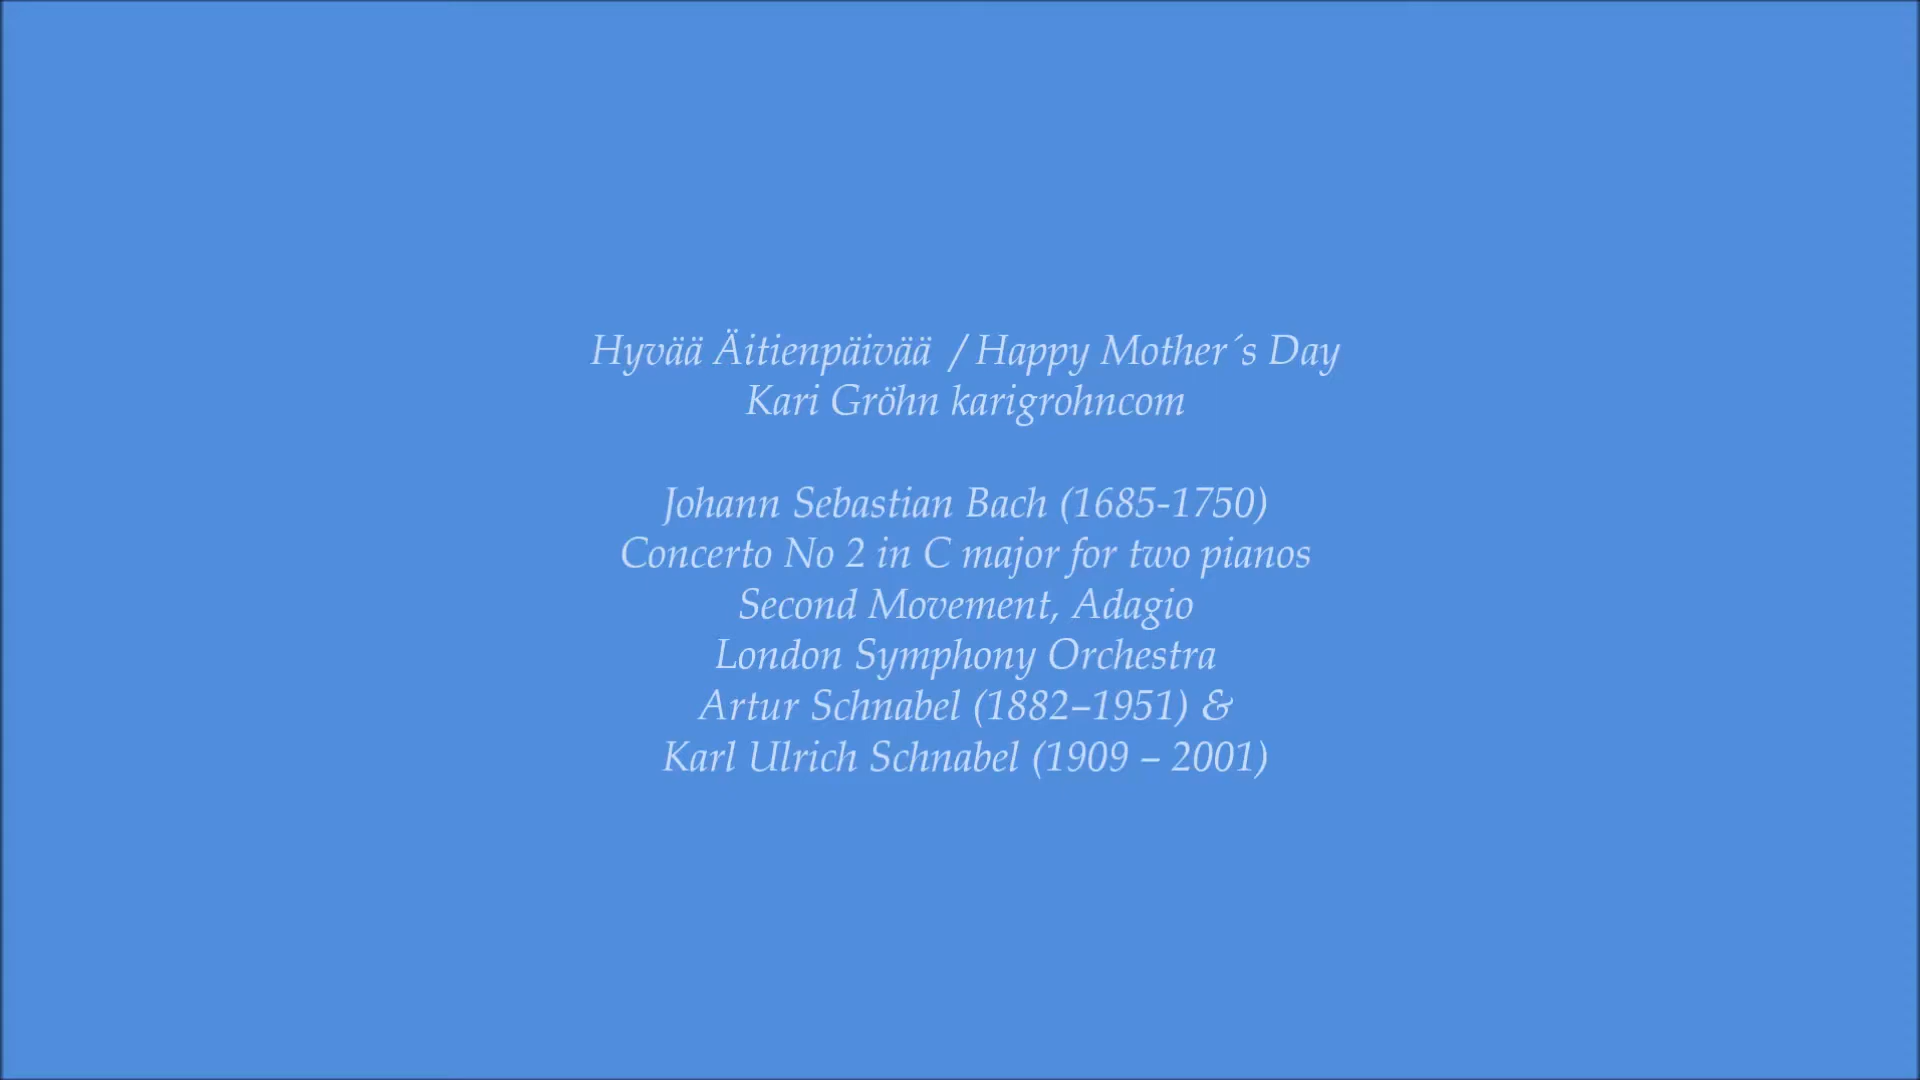 Hyvää Äitienpäivää / Happy Mother´s Day
Kari Gröhn karigrohncom
Johann Sebastian Bach (1685-1750)
Concerto No 2 in C major for two pianos
Second Movement, Adagio
London Symphony Orchestra
Artur Schnabel (1882–1951) &
Karl Ulrich Schnabel (1909 – 2001)